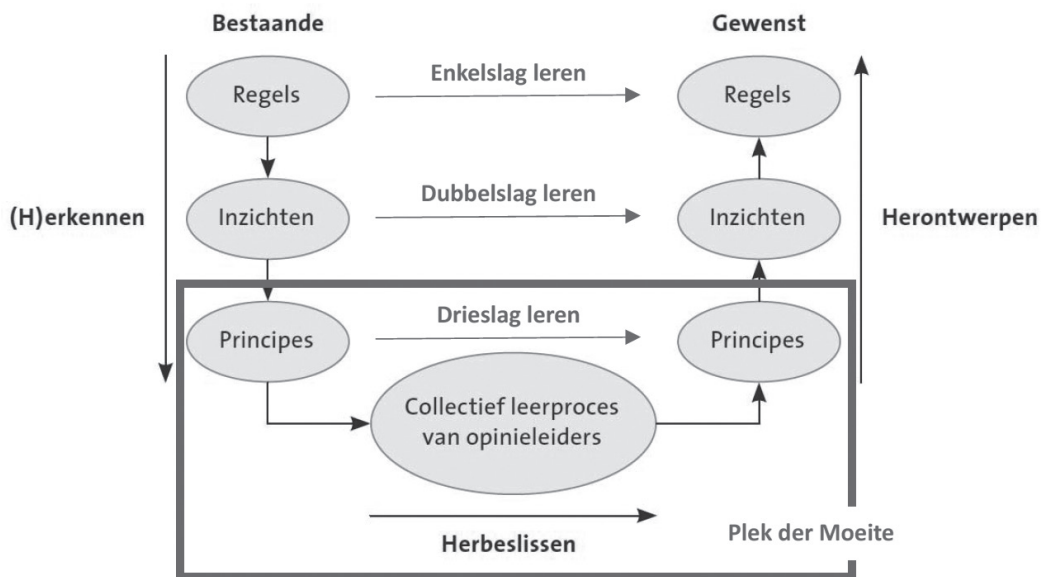 Bestaande
Gewenst
Regels
Enkelslag leren
Regels
(H)erkennen
Inzichten
Dubbelslag leren
Inzichten
Herontwerpen
Principes
Drieslag leren
Principes
Collectief leerproces
van opinieleiders
Herbeslissen
Plek der Moeite